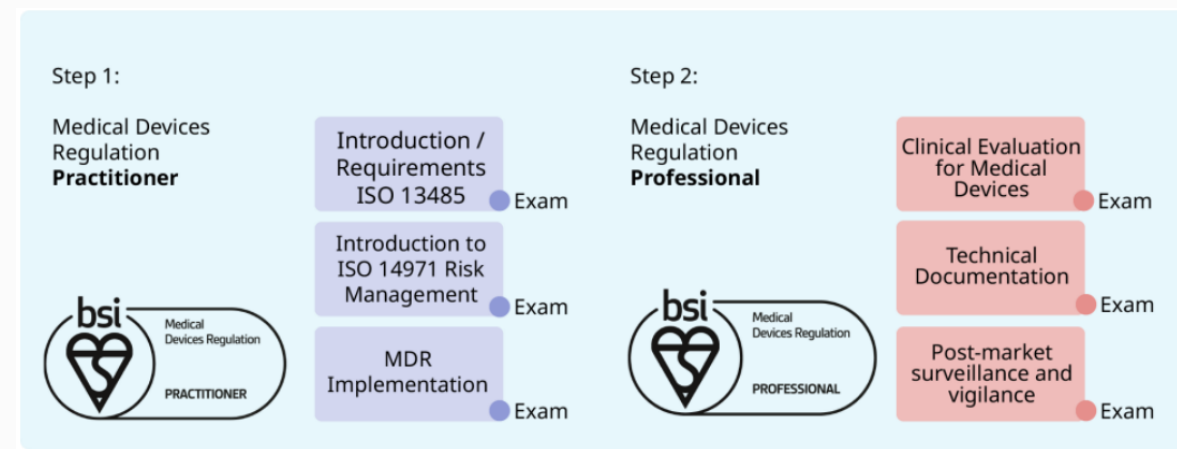 Step 1:
Medical Devices
Regulation
Practitioner
Introduction /
Requirements
ISO 13485
Exam
Introduction to
ISO 14971 Risk
Management
Exam
MDR
Implementation
Exam
bsi
Medical
Devices Regulation
PRACTITIONER
Step 2:
Medical Devices
Regulation
Professional
Clinical Evaluation
for Medical
Devices
Exam
Technical
Documentation
Exam
Post-market
surveillance and
vigilance
Exam
bsi
Medical
Devices Regulation
PROFESSIONAL